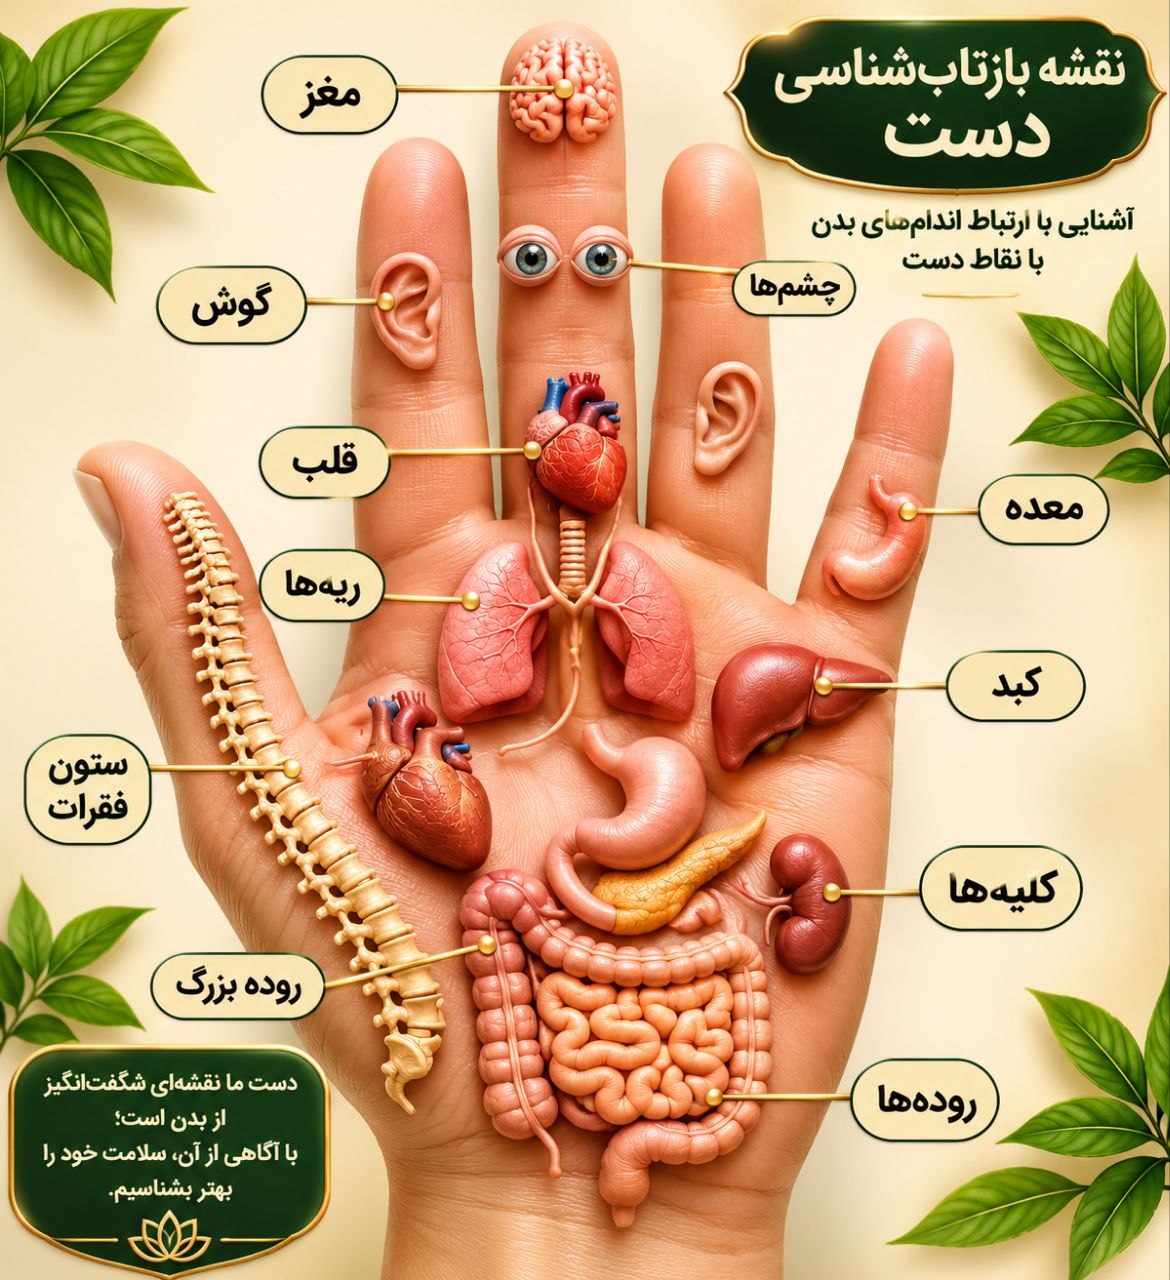 نقشه بازتاب‌شناسی
دست
آشنایی با ارتباط اندام‌های بدن
با نقاط دست
مغز
چشم‌ها
گوش
قلب
معده
ریه‌ها
کبد
ستون
فقرات
کلیه‌ها
روده بزرگ
روده‌ها
دست ما نقشه‌ای شگفت‌انگیز
از بدن است؛
با آگاهی از آن، سلامت خود را
بهتر بشناسیم.